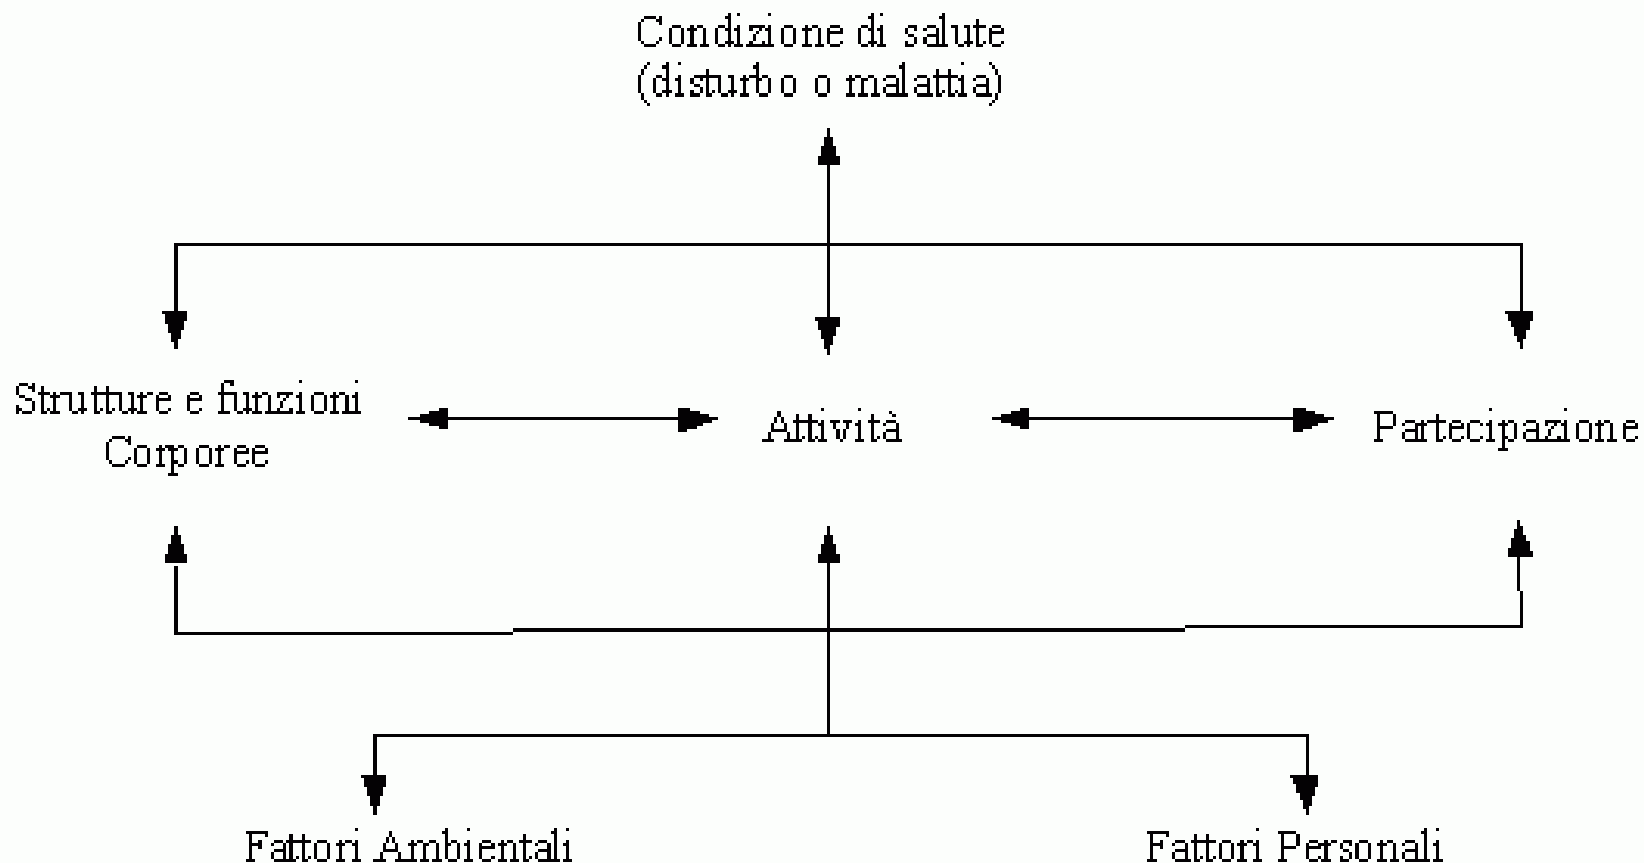 Condizione di salute
(disturbo o malattia)
Strutture e funzioni
Corporee
Attività
Partecipazione
Fattori Ambientali
Fattori Personali